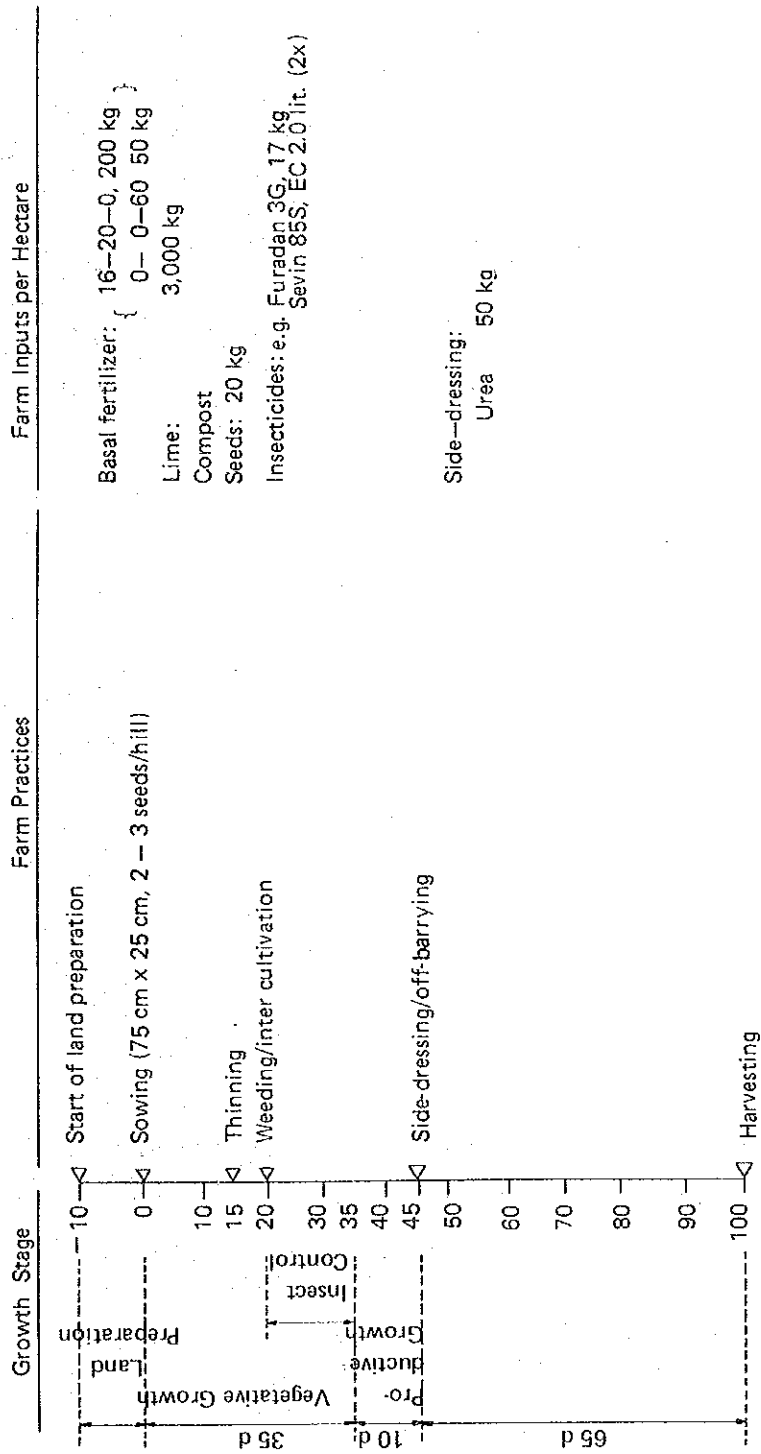 Growth Stage
Farm Practices
Farm Inputs per Hectare
Land
Preparation
Vegetative Growth
Insect
Control
Pro-
ductive
Growth
35 d
10 d
65 d
— 10
0
10
15
20
30
35
40
45
50
60
70
80
90
100
Start of land preparation
Sowing (75 cm x 25 cm, 2 — 3 seeds/hill)
Thinning
Weeding/inter cultivation
Side-dressing/off-barrying
Harvesting
Basal fertilizer: { 16—20—0, 200 kg }
0— 0—60 50 kg
Lime: 3,000 kg
Compost
Seeds: 20 kg
Insecticides: e.g. Furadan 3G, 17 kg
Sevin 85S, EC 2.0 lit. (2x)
Side—dressing:
Urea 50 kg